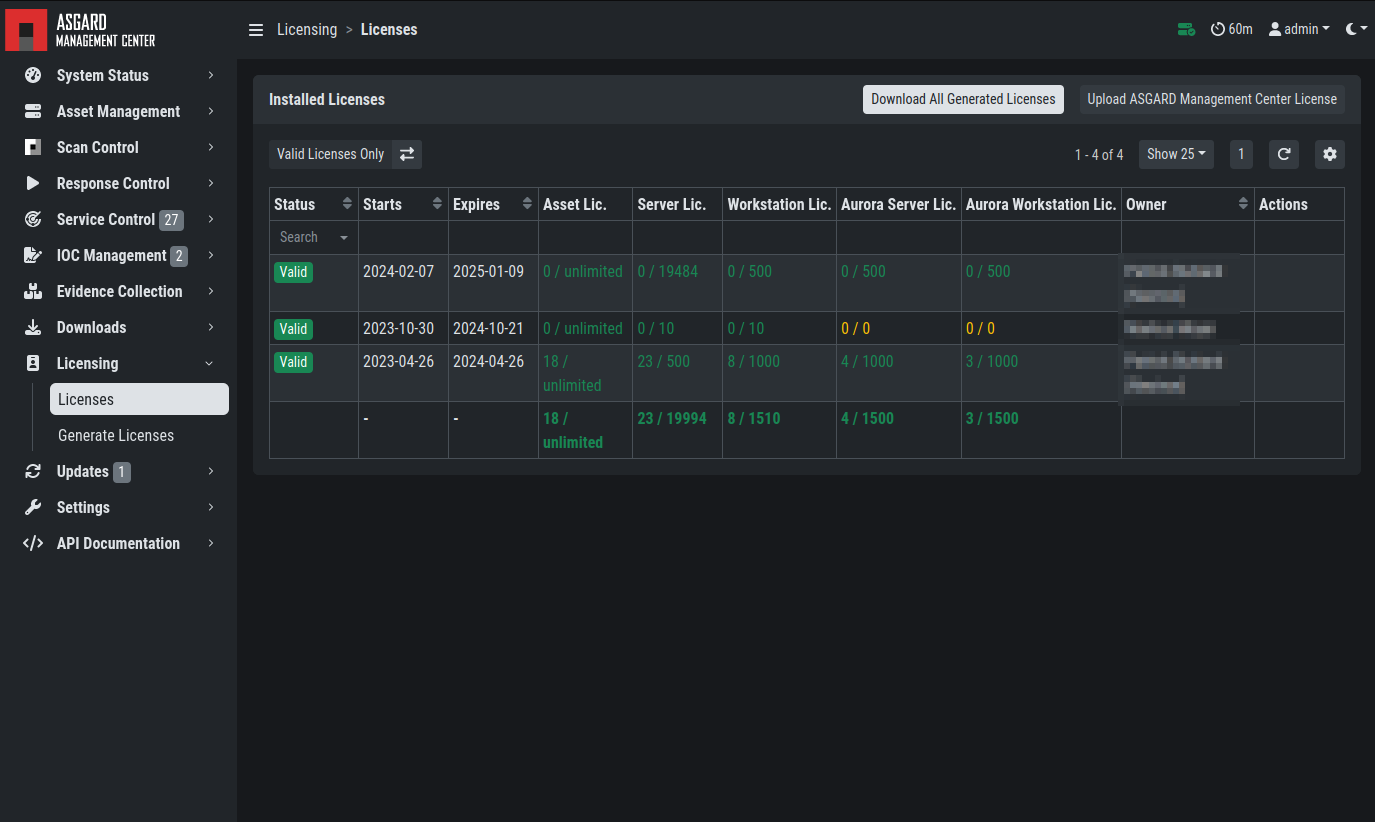 ASGARD
MANAGEMENT CENTER
Licensing > Licenses
60m
admin
System Status
Asset Management
Scan Control
Response Control
Service Control 27
IOC Management 2
Evidence Collection
Downloads
Licensing
Licenses
Generate Licenses
Updates 1
Settings
API Documentation
Installed Licenses
Download All Generated Licenses
Upload ASGARD Management Center License
Valid Licenses Only
1 - 4 of 4
Show 25
1
Status Starts Expires Asset Lic. Server Lic. Workstation Lic. Aurora Server Lic. Aurora Workstation Lic. Owner Actions
Search
Valid 2024-02-07 2025-01-09 0 / unlimited 0 / 19484 0 / 500 0 / 500 0 / 500
Valid 2023-10-30 2024-10-21 0 / unlimited 0 / 10 0 / 10 0 / 0 0 / 0
Valid 2023-04-26 2024-04-26 18 / 23 / 500 8 / 1000 4 / 1000 3 / 1000
unlimited
- - 18 / 23 / 19994 8 / 1510 4 / 1500 3 / 1500
unlimited